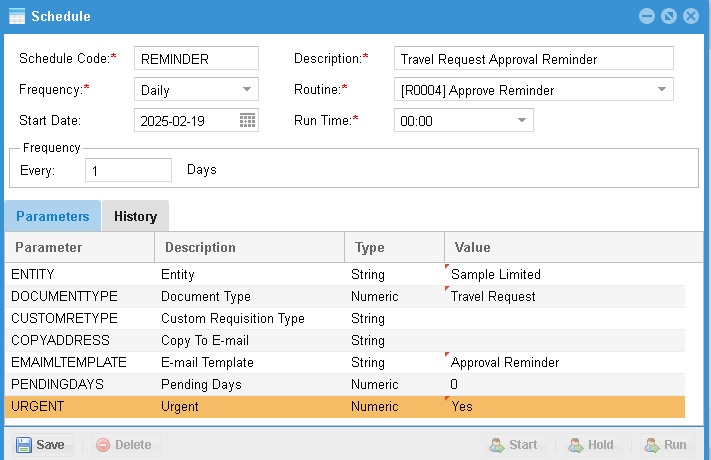 Schedule
Schedule Code:* REMINDER Description:* Travel Request Approval Reminder
Frequency:* Daily Routine:* [R0004] Approve Reminder
Start Date: 2025-02-19 Run Time:* 00:00
Frequency
Every: 1 Days
Parameters History
Parameter Description Type Value
ENTITY Entity String Sample Limited
DOCUMENTTYPE Document Type Numeric Travel Request
CUSTOMRETYPE Custom Requisition Type String
COPYADDRESS Copy To E-mail String
EMAIMLTEMPLATE E-mail Template String Approval Reminder
PENDINGDAYS Pending Days Numeric 0
URGENT Urgent Numeric Yes
Save Delete Start Hold Run